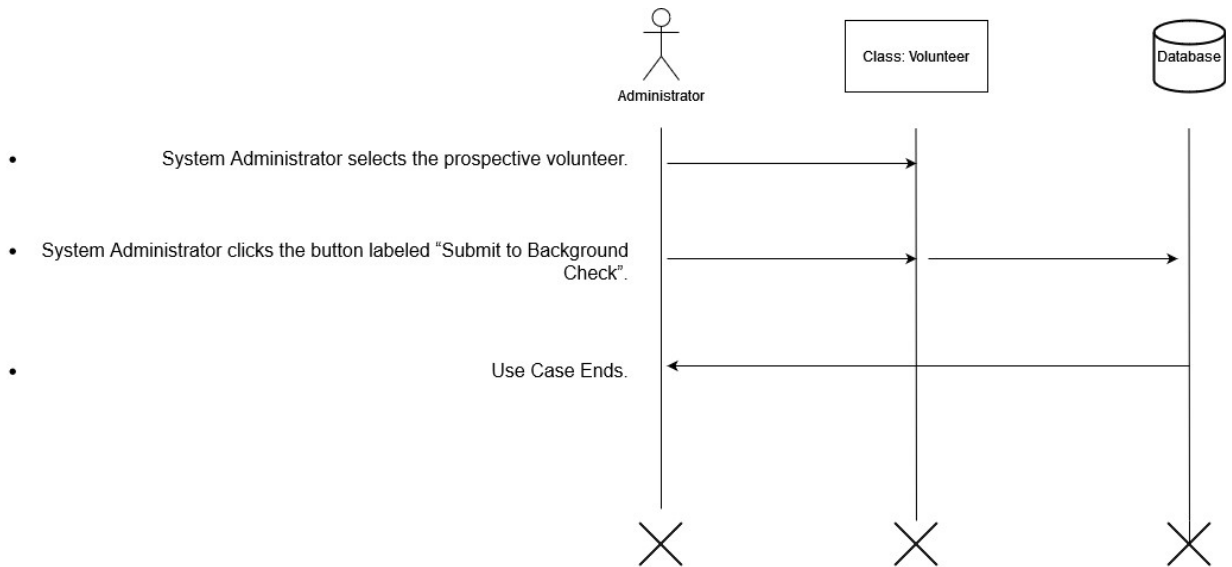 Class: Volunteer
Database
Administrator
• System Administrator selects the prospective volunteer.
• System Administrator clicks the button labeled “Submit to Background
Check”.
• Use Case Ends.